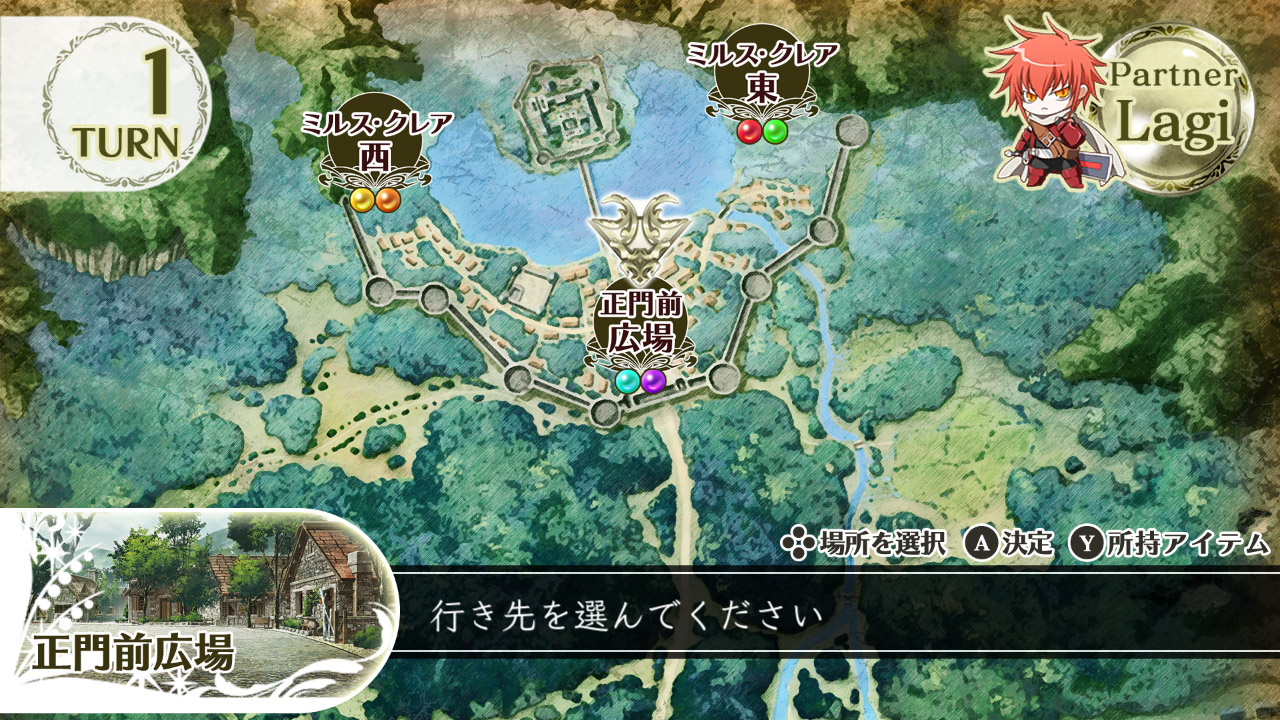 1
TURN
ミルス・クレア
西
ミルス・クレア
東
Partner
Lagi
正門前
広場
場所を選択 A 決定 Y 所持アイテム
行き先を選んでください
正門前広場